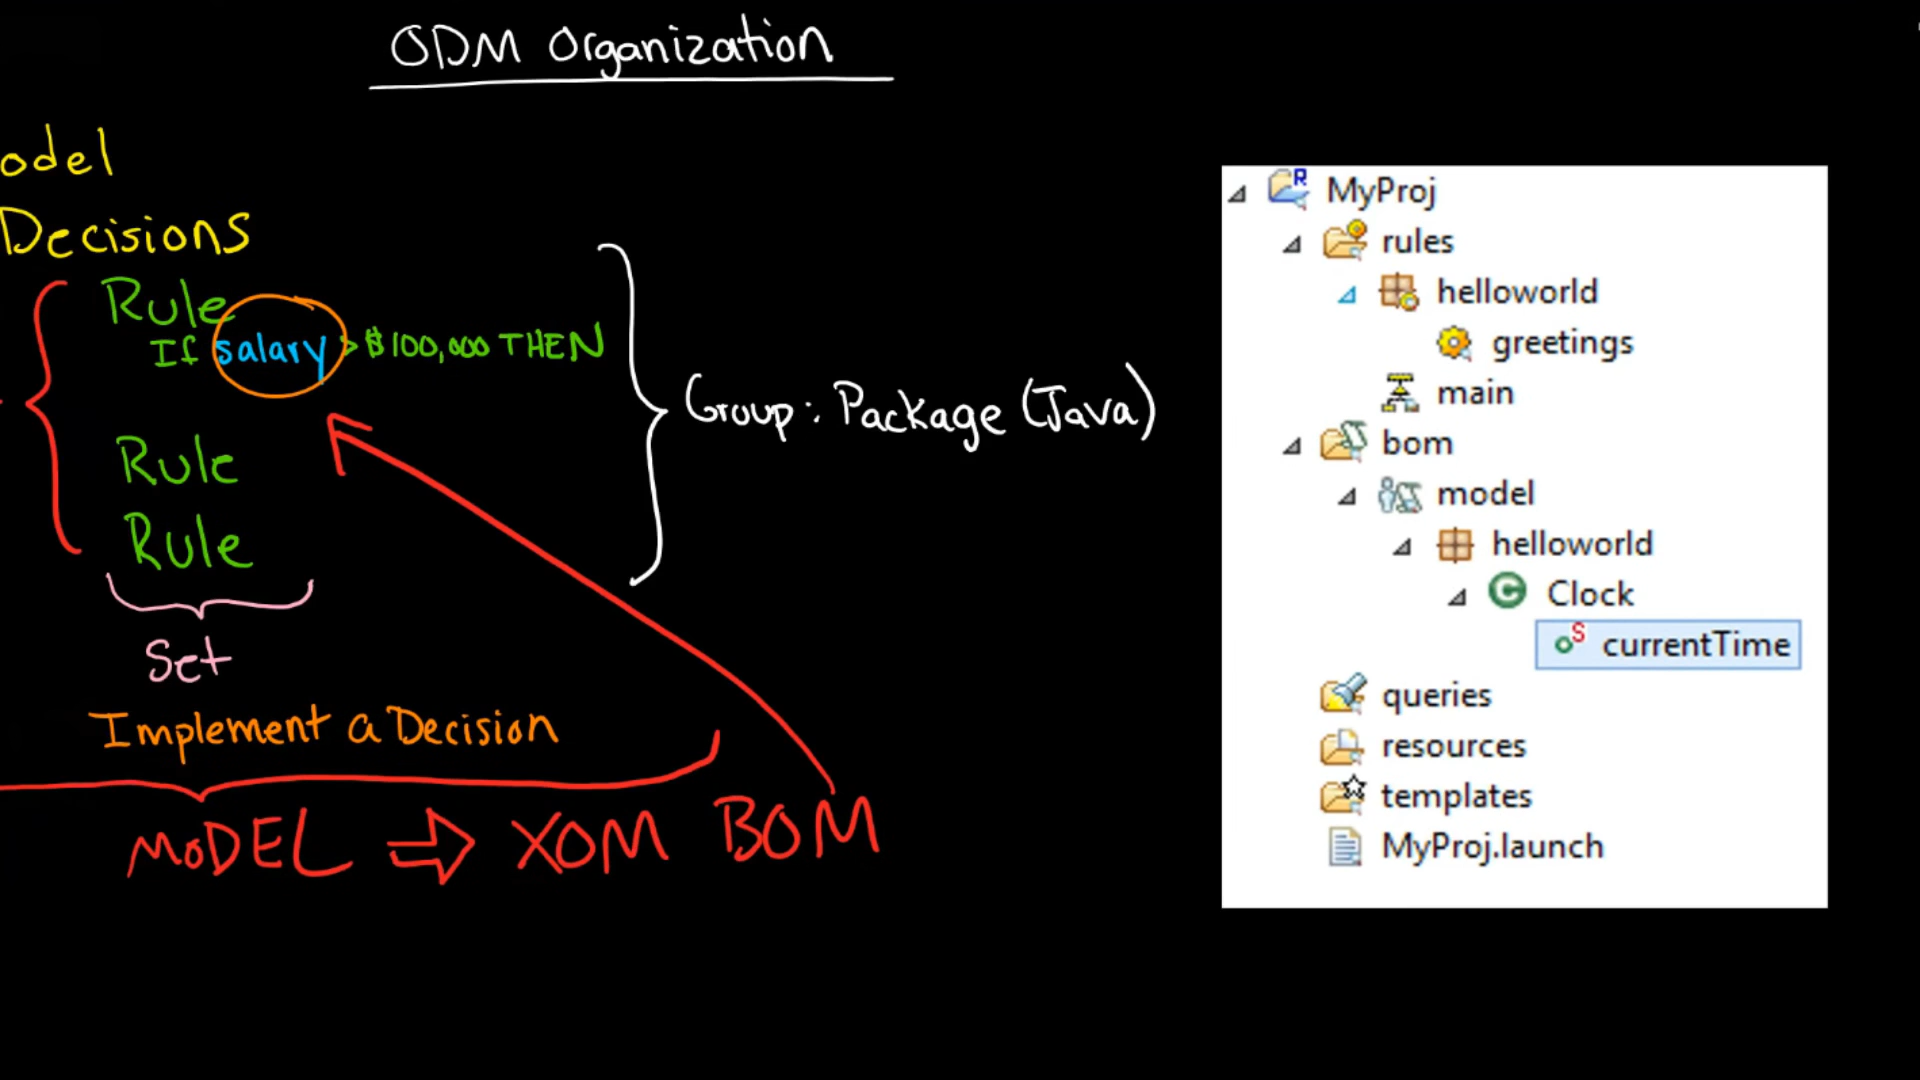 ODM Organization
odel
Decisions
Rule
If salary > $100,000 THEN
Rule
Rule
Set
Group: Package (Java)
Implement a Decision
MODEL ⇒ XOM BOM
MyProj
rules
helloworld
greetings
main
bom
model
helloworld
Clock
currentTime
queries
resources
templates
MyProj.launch